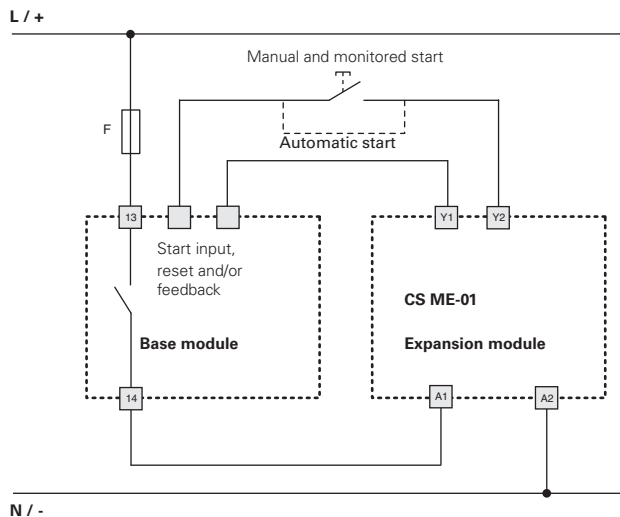 L / +
Manual and monitored start
F
Automatic start
13
Y1
Y2
Start input,
reset and/or
feedback
CS ME-01
Base module
Expansion module
14
A1
A2
N / -